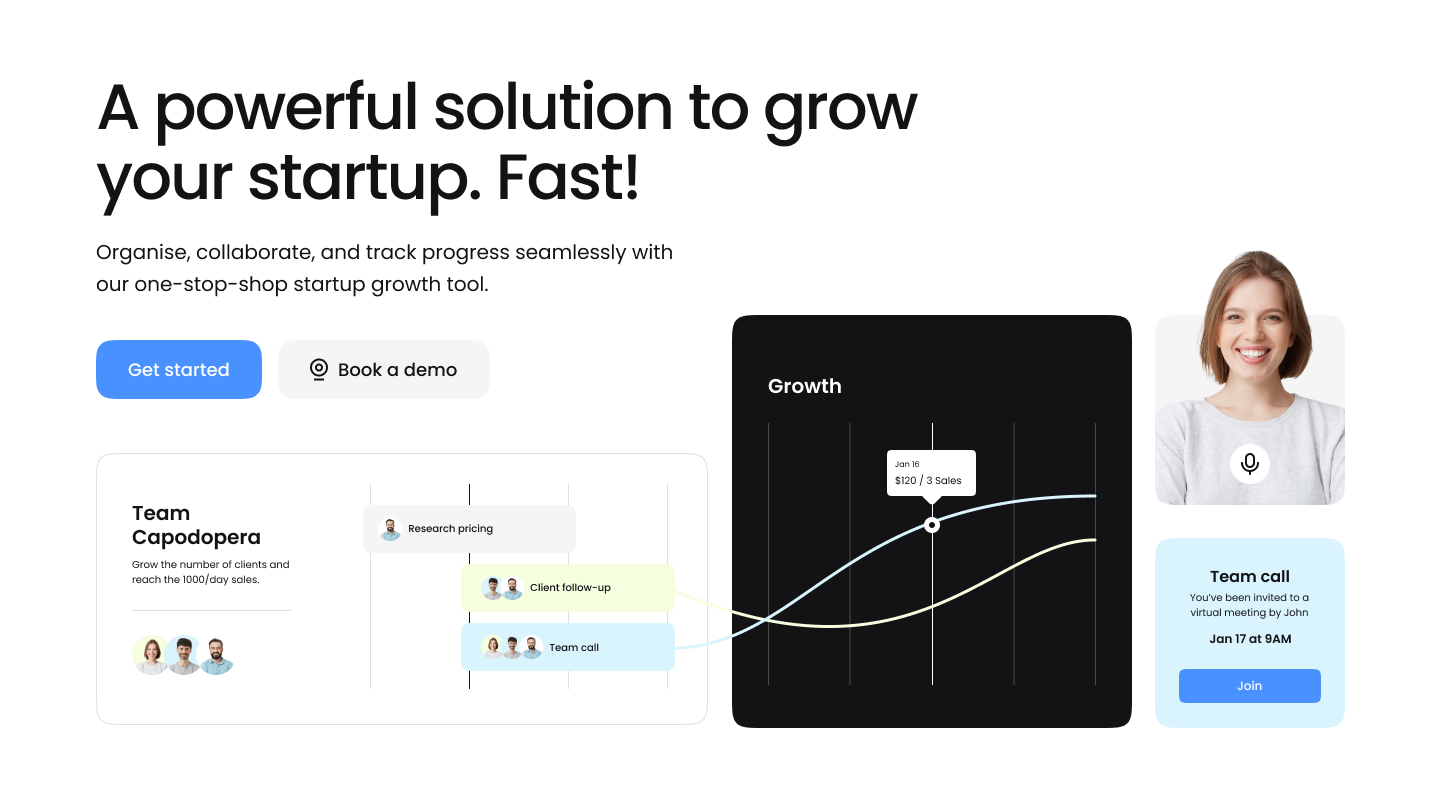 A powerful solution to grow
your startup. Fast!
Organise, collaborate, and track progress seamlessly with
our one-stop-shop startup growth tool.
Get started
Book a demo
Team
Capodopera
Grow the number of clients and
reach the 1000/day sales.
Research pricing
Client follow-up
Team call
Growth
Jan 16
$120 / 3 Sales
Team call
You’ve been invited to a
virtual meeting by John
Jan 17 at 9AM
Join